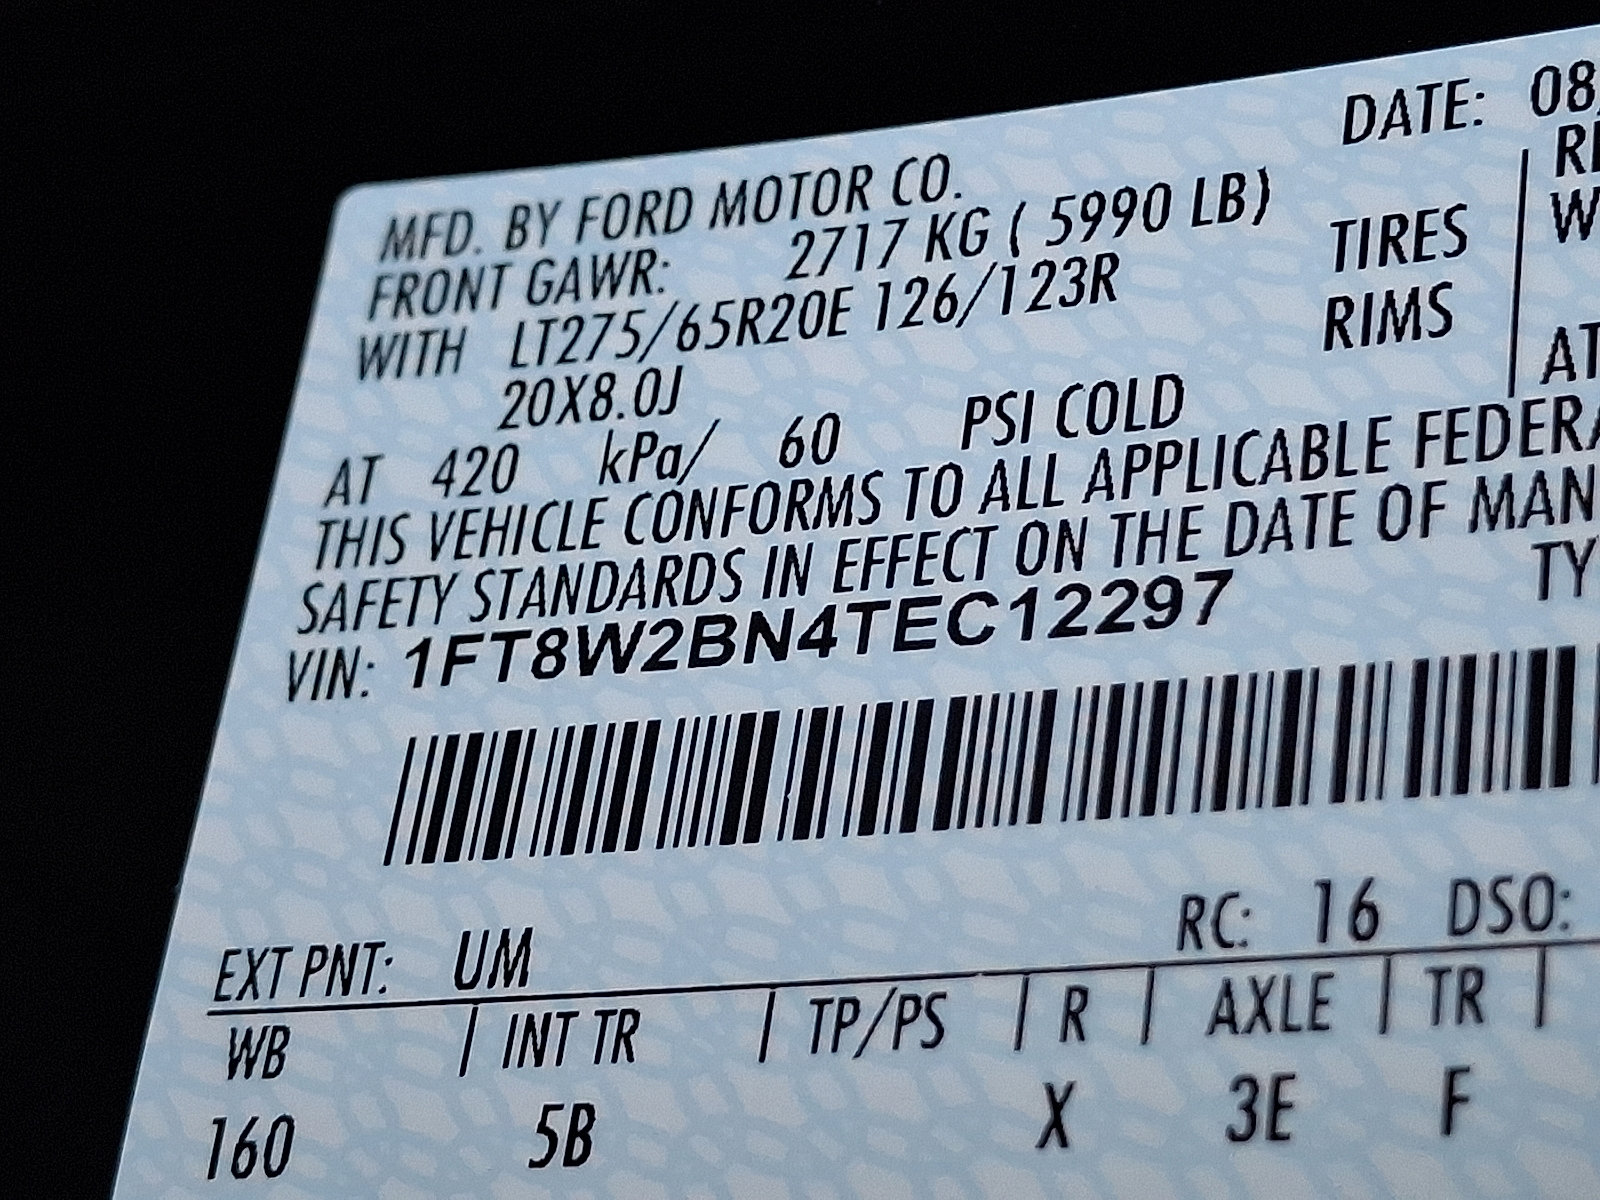 DATE: 08
MFD. BY FORD MOTOR CO.
FRONT GAWR: 2717 KG ( 5990 LB)
WITH LT275/65R20E 126/123R TIRES
20X8.0J RIMS
AT 420 kPa/ 60 PSI COLD AT
THIS VEHICLE CONFORMS TO ALL APPLICABLE
SAFETY STANDARDS IN EFFECT ON THE DATE OF
VIN: 1FT8W2BN4TEC12297
EXT PNT: UM RC: 16 DSO:
WB | INT TR | TP/PS | R | AXLE | TR |
160 5B X 3E F